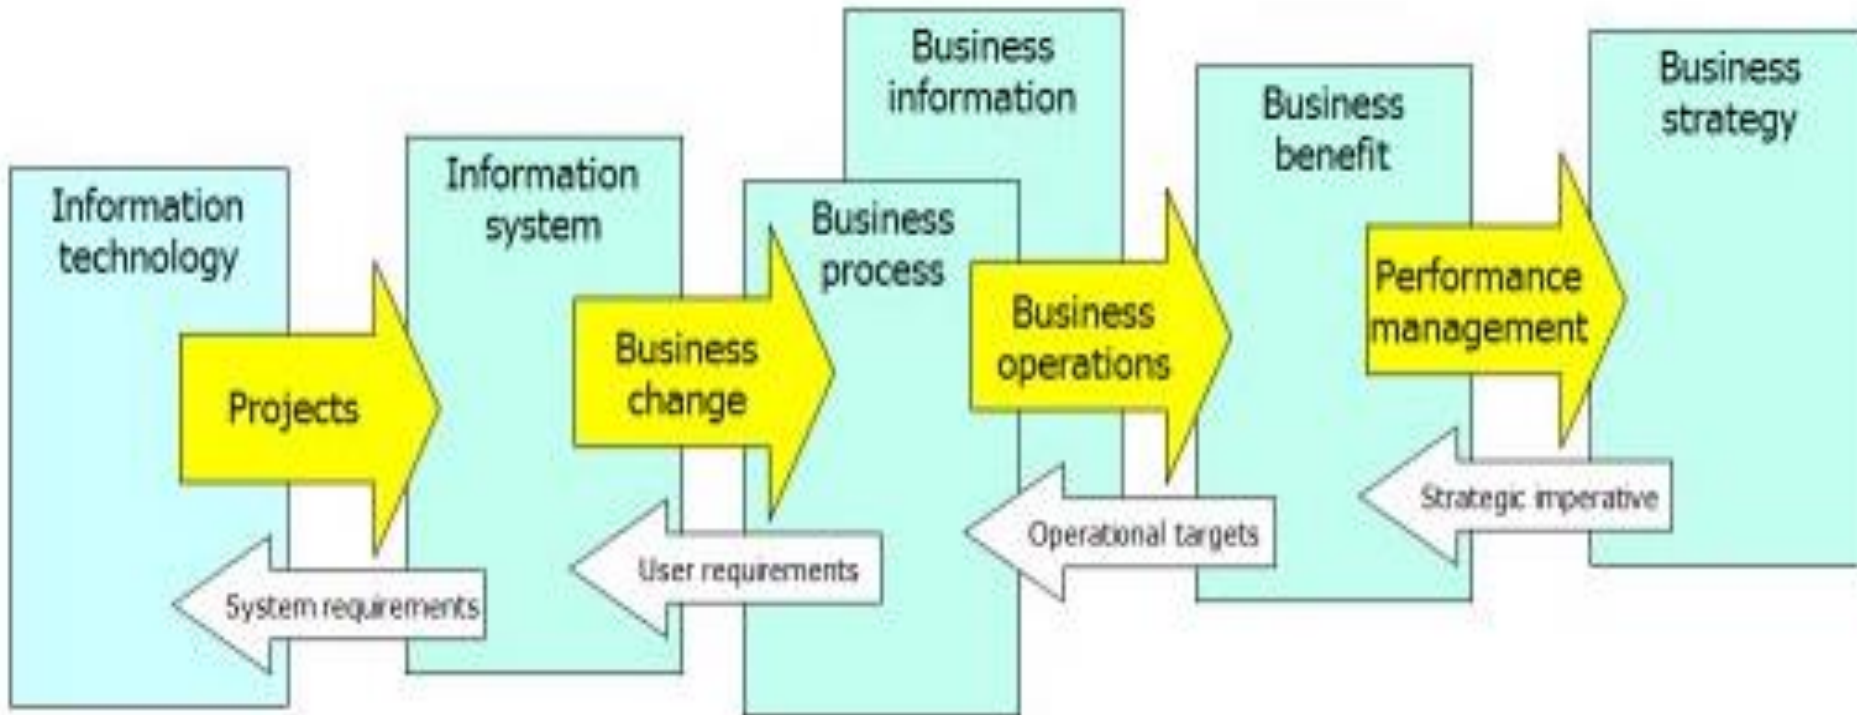 Information
technology
Projects
System requirements
Information
system
Business
change
User requirements
Business
information
Business
process
Business
operations
Operational targets
Business
benefit
Performance
management
Strategic imperative
Business
strategy